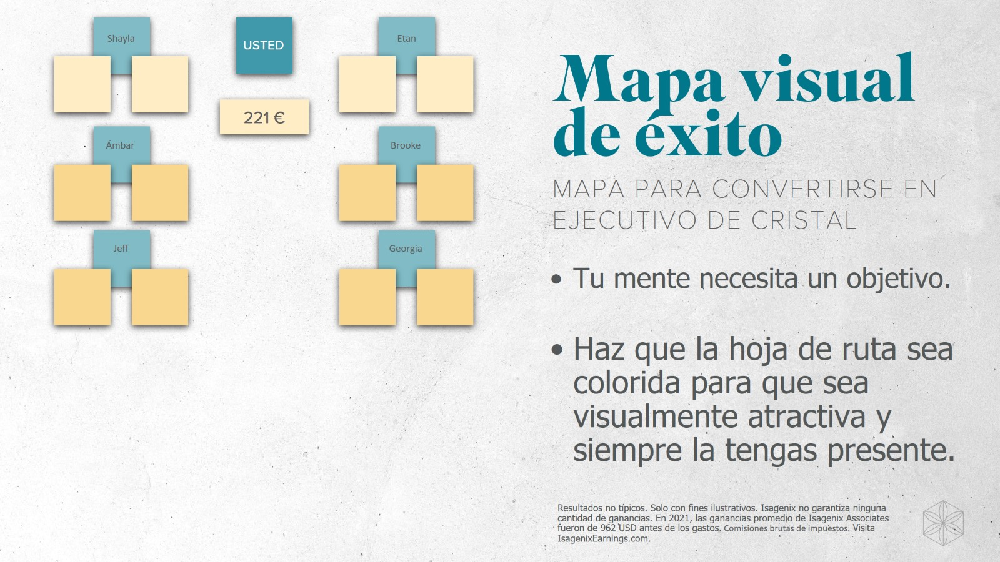 Shayla
USTED
Etan
221 €
Ámbar
Brooke
Jeff
Georgia
Mapa visual
de éxito
MAPA PARA CONVERTIRSE EN´
EJECUTIVO DE CRISTAL
• Tu mente necesita un objetivo.
• Haz que la hoja de ruta sea
colorida para que sea
visualmente atractiva y
siempre la tengas presente.
Resultados no típicos. Solo con fines ilustrativos. Isagenix no garantiza ninguna
cantidad de ganancias. En 2021, las ganancias promedio de Isagenix Associates
fueron de 962 USD antes de los gastos. Comisiones brutas de impuestos. Visita
IsagenixEarnings.com.